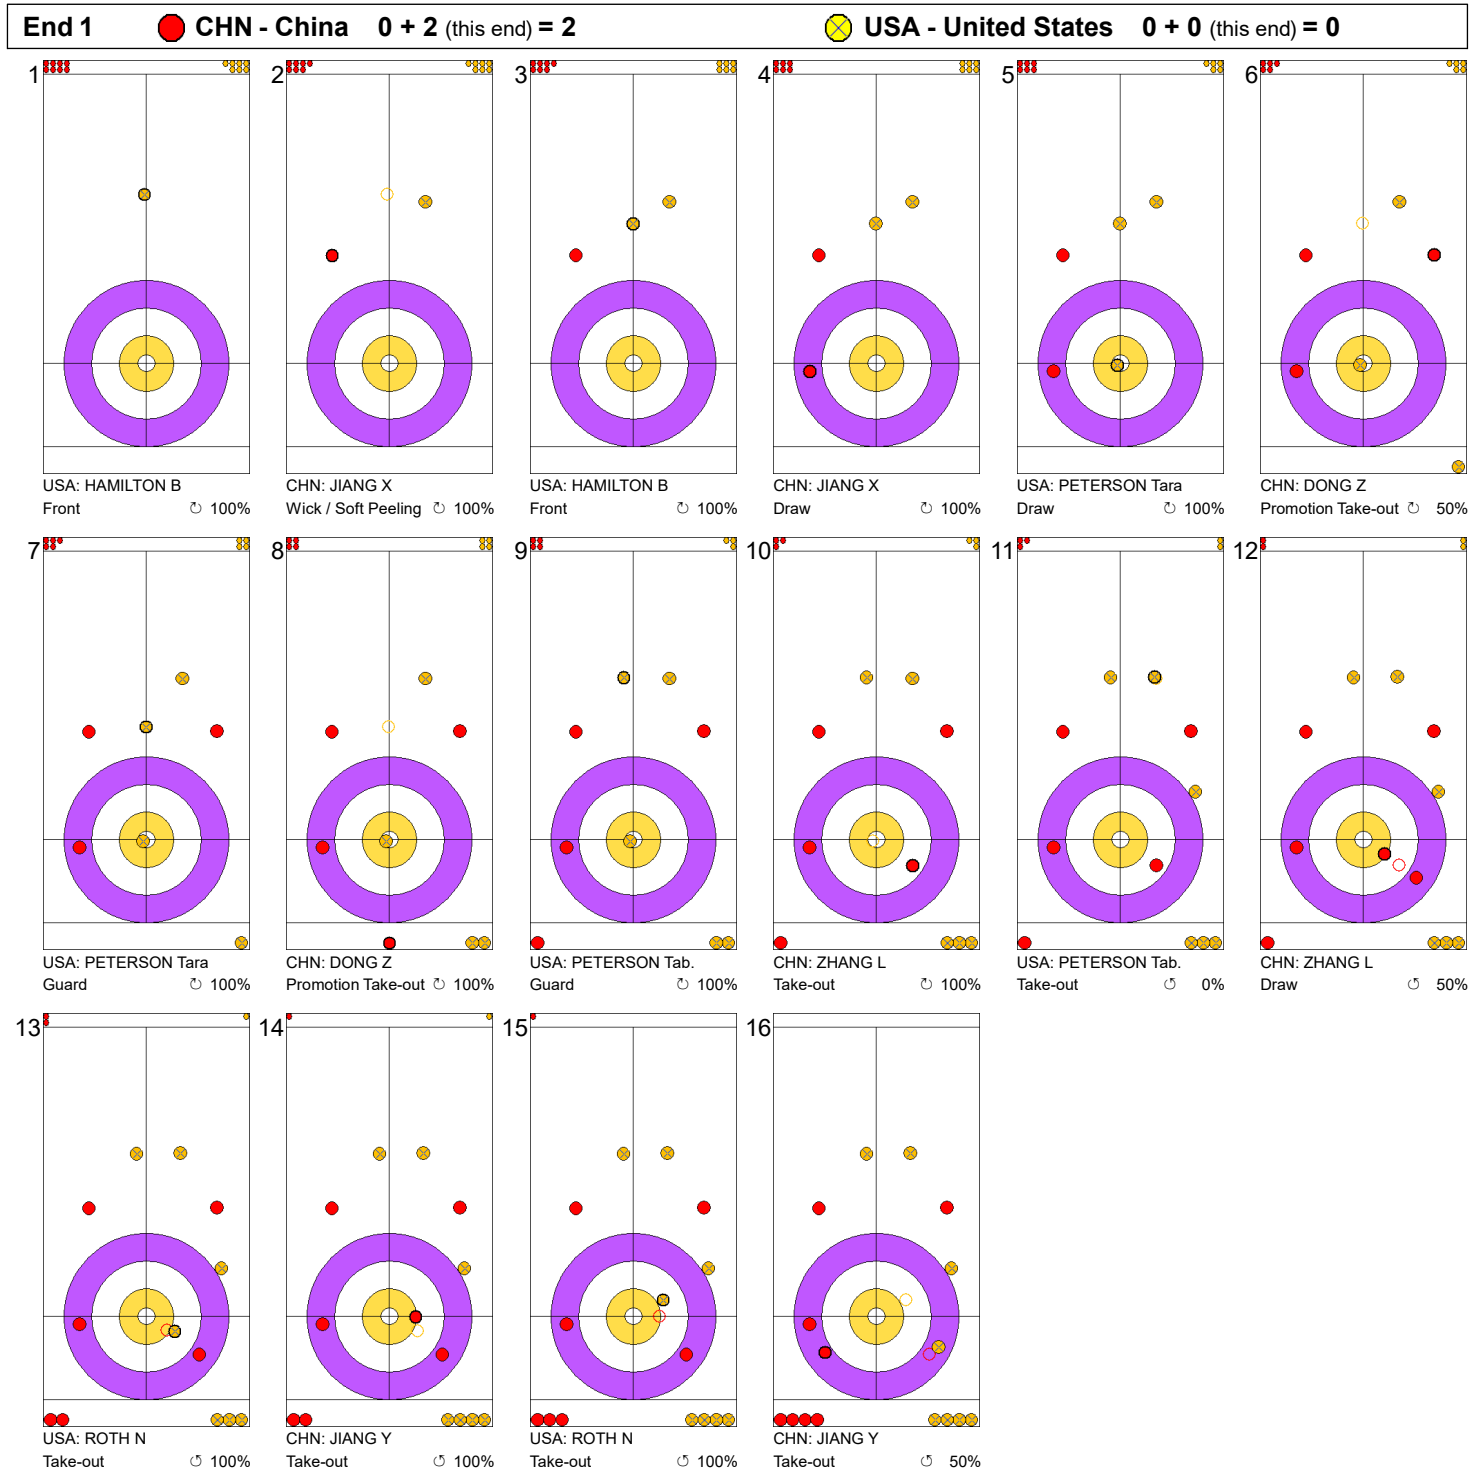 End 1 CHN - China 0 + 2 (this end) = 2 USA - United States 0 + 0 (this end) = 0
1 2 3 4 5 6
USA: HAMILTON B CHN: JIANG X USA: HAMILTON B CHN: JIANG X USA: PETERSON Tara CHN: DONG Z
Front ↻ 100% Wick / Soft Peeling ↻ 100% Front ↻ 100% Draw ↻ 100% Draw ↻ 100% Promotion Take-out ↻ 50%
7 8 9 10 11 12
USA: PETERSON Tara CHN: DONG Z USA: PETERSON Tab. CHN: ZHANG L USA: PETERSON Tab. CHN: ZHANG L
Guard ↻ 100% Promotion Take-out ↻ 100% Guard ↻ 100% Take-out ↻ 100% Take-out ↺ 0% Draw ↺ 50%
13 14 15 16
USA: ROTH N CHN: JIANG Y USA: ROTH N CHN: JIANG Y
Take-out ↺ 100% Take-out ↺ 100% Take-out ↺ 100% Take-out ↺ 50%